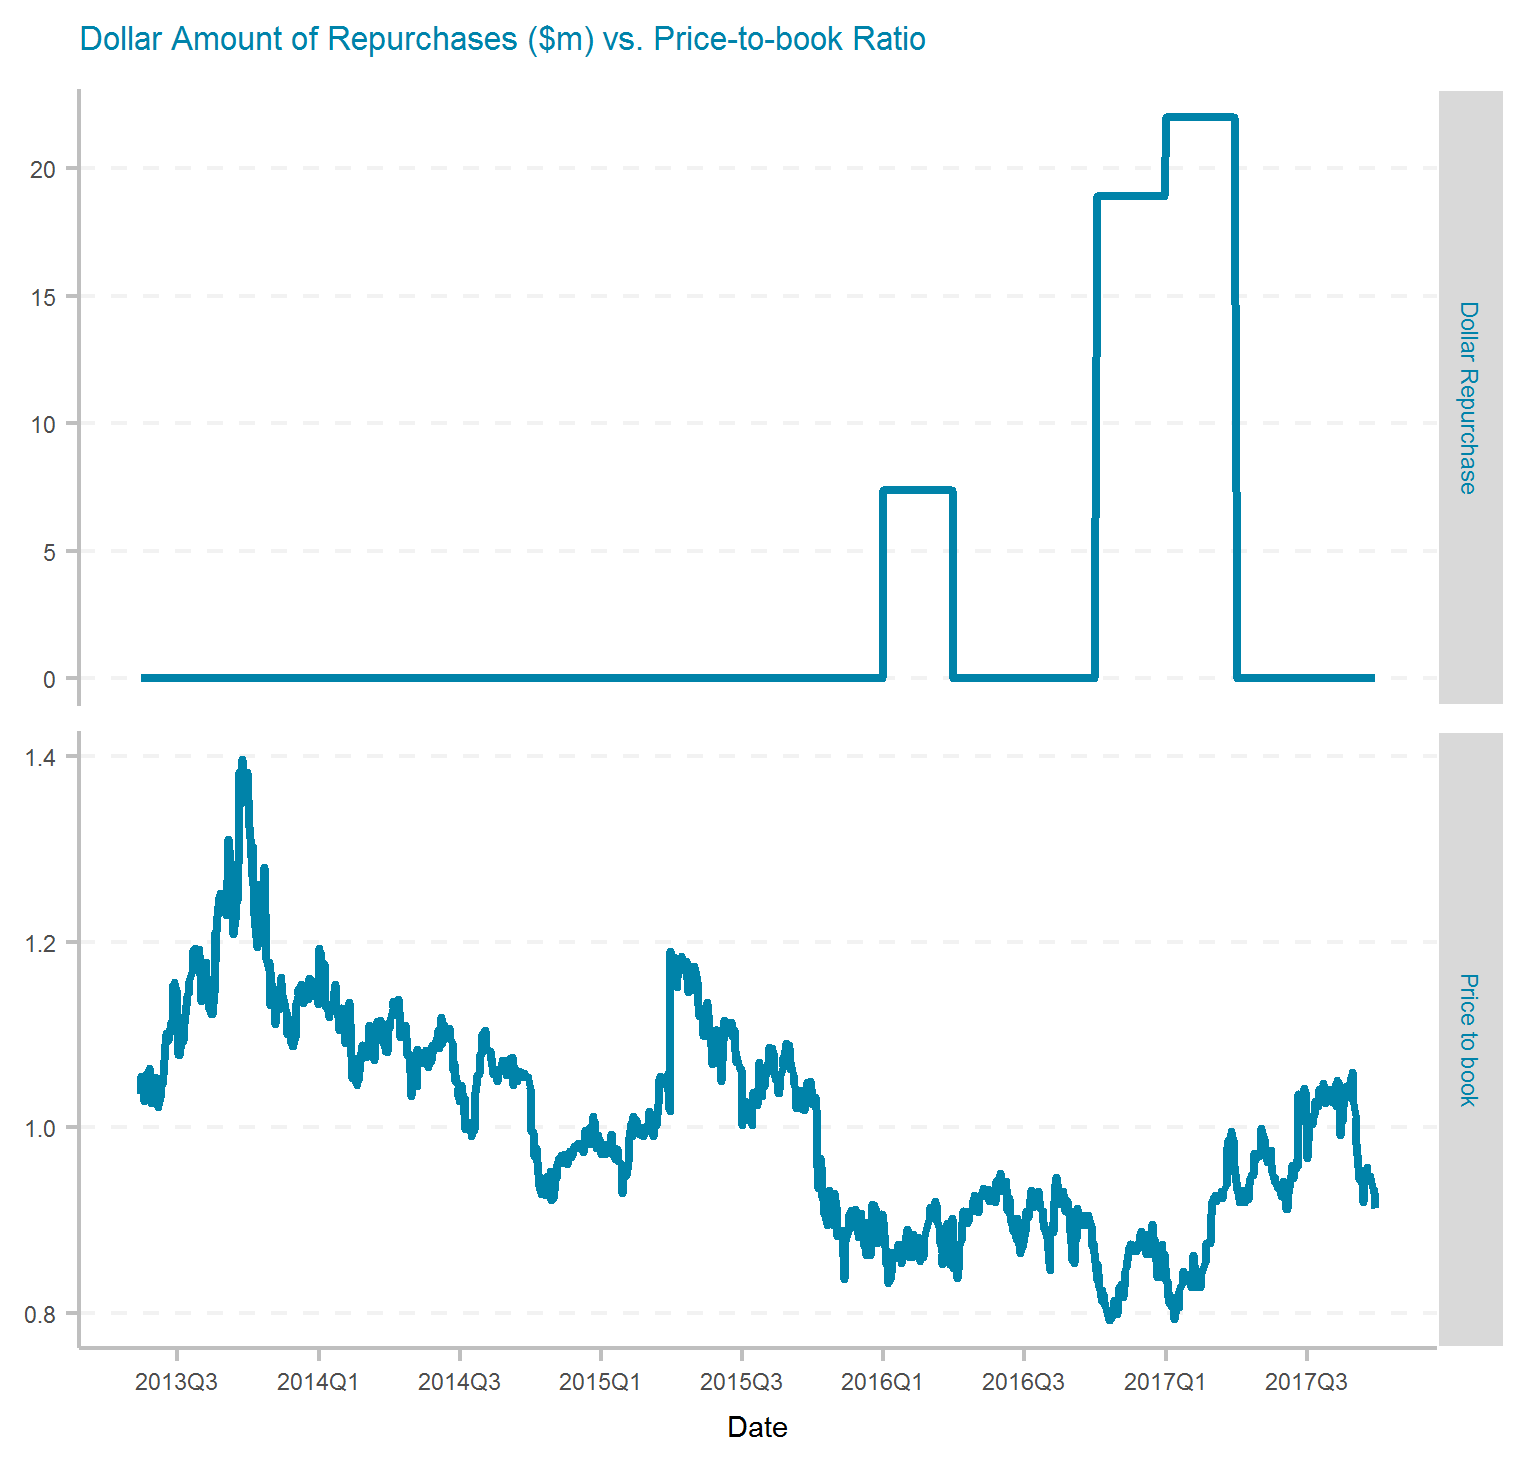 Dollar Amount of Repurchases ($m) vs. Price-to-book Ratio
20
15
10
5
0
Dollar Repurchase
1.4
1.2
1.0
0.8
Price to book
2013Q3 2014Q1 2014Q3 2015Q1 2015Q3 2016Q1 2016Q3 2017Q1 2017Q3
Date